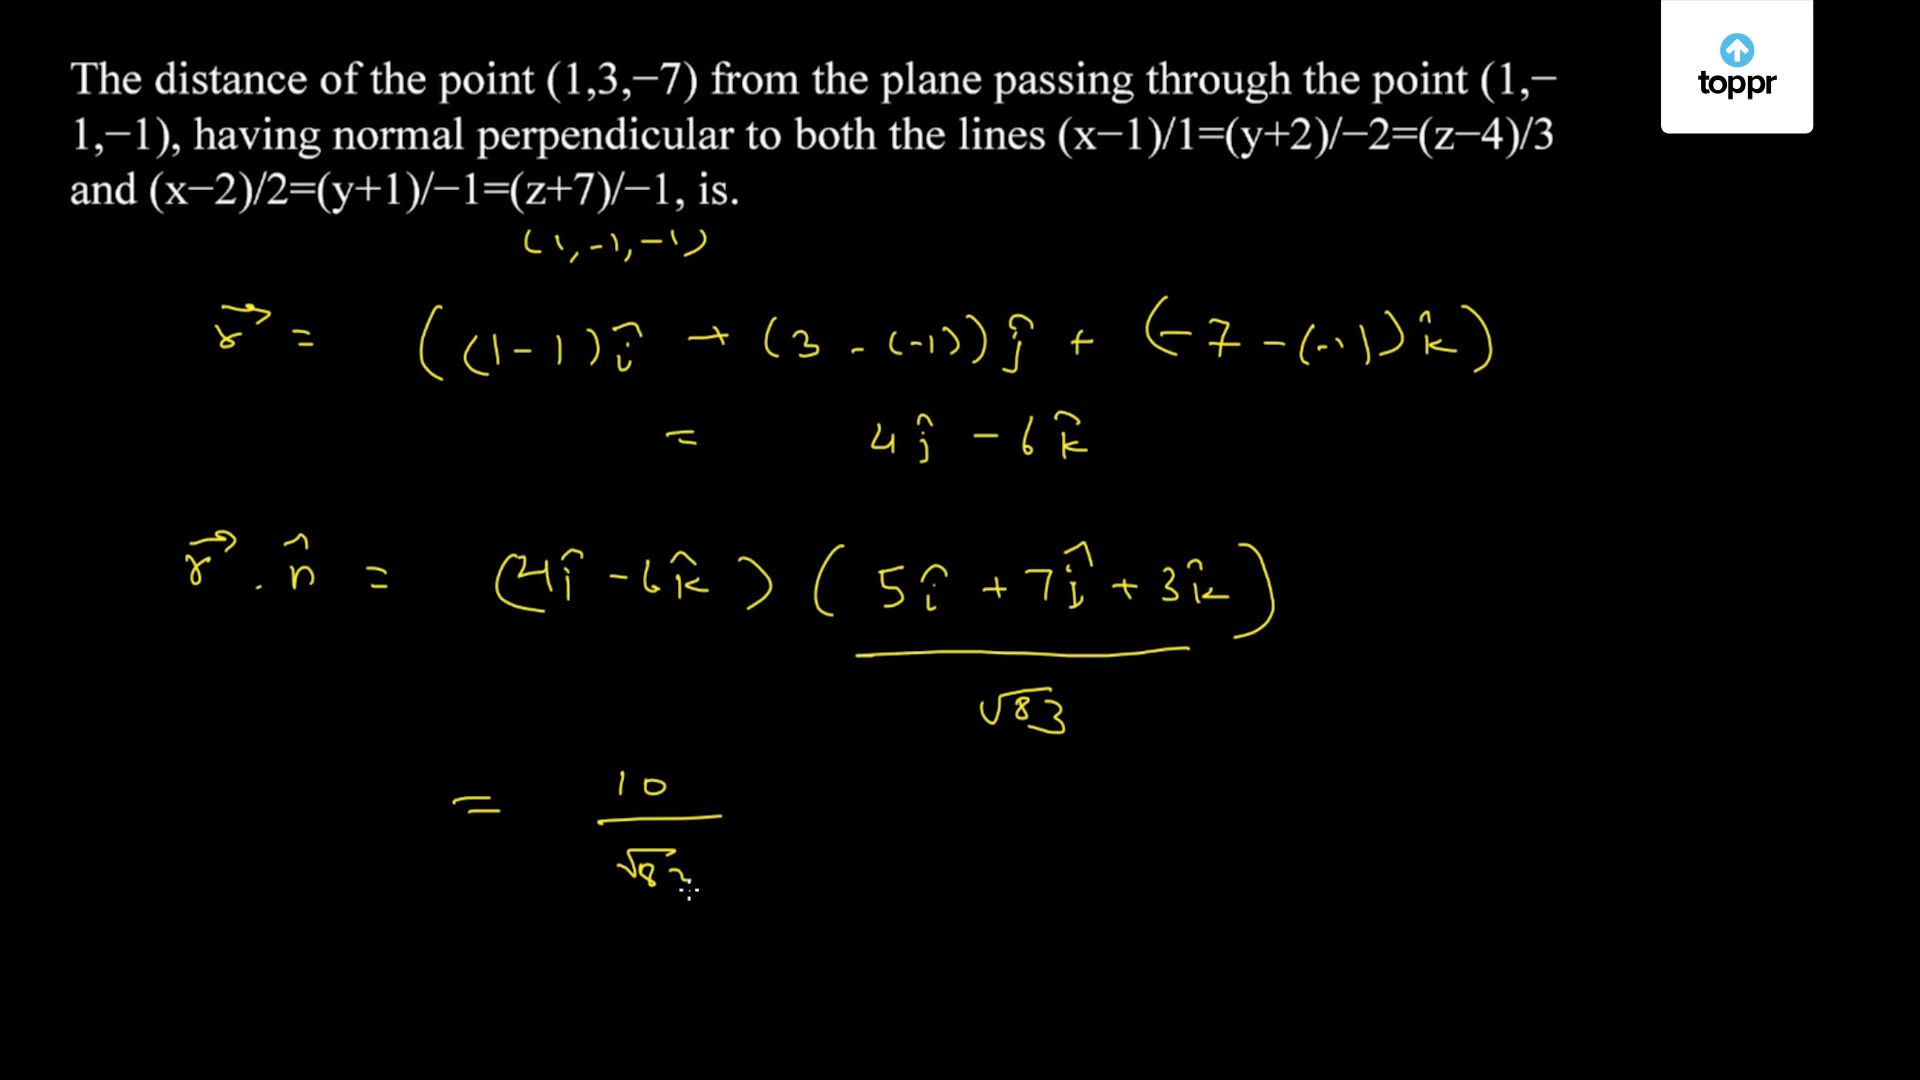 The distance of the point (1,3,−7) from the plane passing through the point (1,−
1,−1), having normal perpendicular to both the lines (x−1)/1=(y+2)/−2=(z−4)/3
and (x−2)/2=(y+1)/−1=(z+7)/−1, is.
toppr
(1,-1,-1)
r⃗ = ((1-1)î + (3-(-1))ĵ + (-7-(-1)k̂)
= 4ĵ - 6k̂
r⃗ . n̂ = (4ĵ - 6k̂) (5î + 7ĵ + 3k̂)
√83
= 10
√8